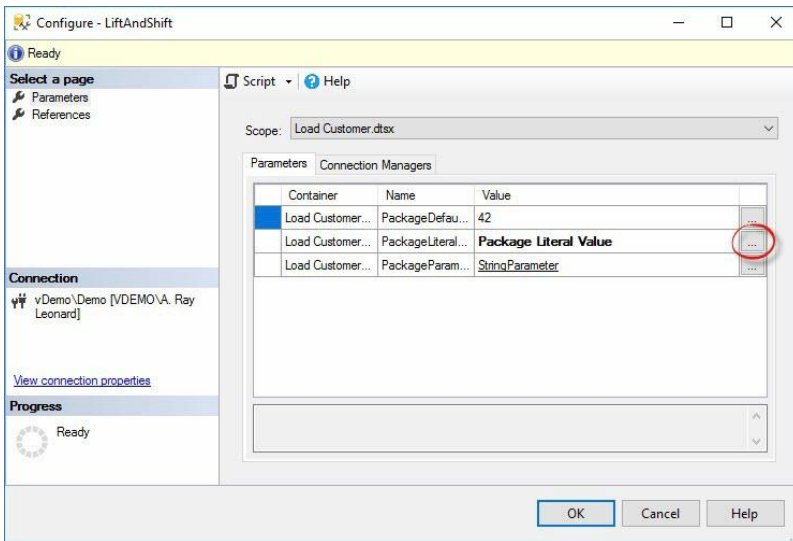 Configure - LiftAndShift
Ready
Select a page
Parameters
References
Script Help
Scope: Load Customer.dtsx
Parameters Connection Managers
Container Name Value
Load Customer... PackageDefau... 42 ...
Load Customer... PackageLiteral... Package Literal Value ...
Load Customer... PackageParam... StringParameter ...
Connection
vDemo\Demo [VDEMO\A. Ray
Leonard]
View connection properties
Progress
Ready
OK Cancel Help